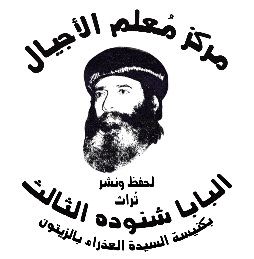 مركز مُعلم الأجيال
لحفظ ونشر
تراث
البابا شنوده الثالث
بكنيسة السيدة العذراء بالزيتون